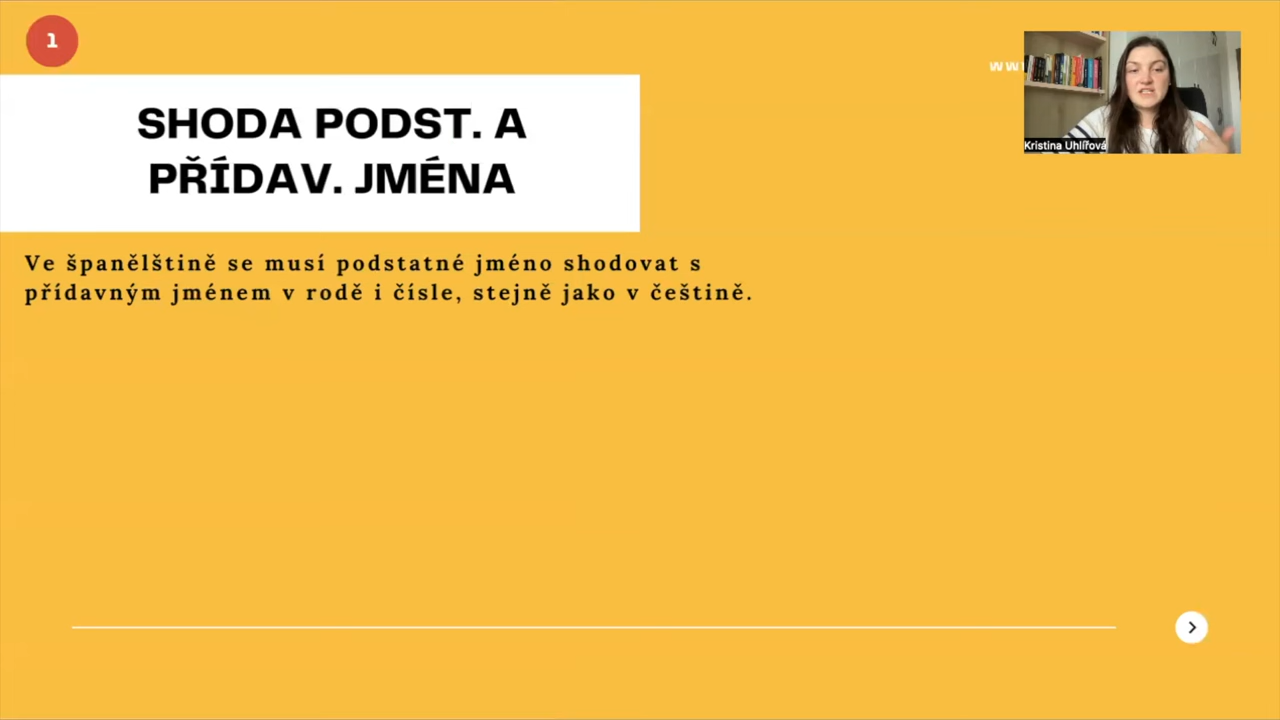 1
SHODA PODST. A
PŘÍDAV. JMÉNA
Kristina Uhlířová
Ve španělštině se musí podstatné jméno shodovat s
přídavným jménem v rodě i čísle, stejně jako v češtině.